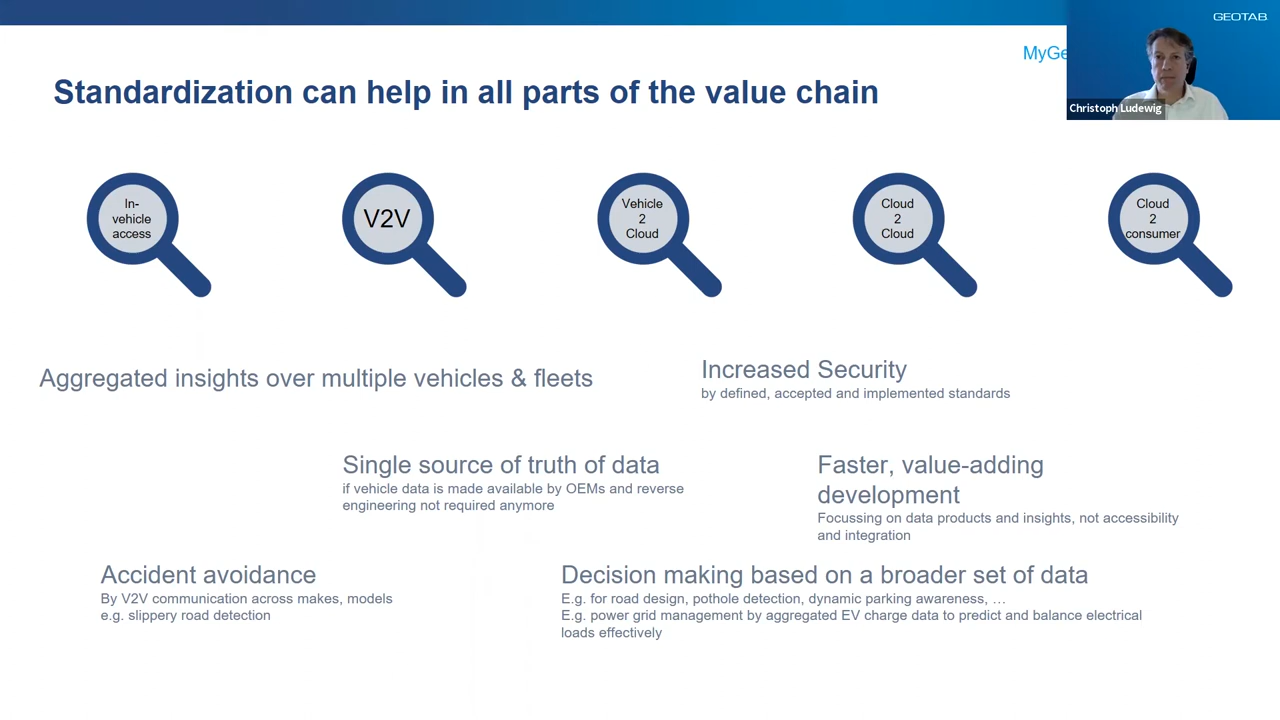 GEOTAB
MyGe
Christoph Ludewig
Standardization can help in all parts of the value chain
In-
vehicle
access
V2V
Vehicle
2
Cloud
Cloud
2
Cloud
Cloud
2
consumer
Aggregated insights over multiple vehicles & fleets
Increased Security
by defined, accepted and implemented standards
Single source of truth of data
if vehicle data is made available by OEMs and reverse
engineering not required anymore
Faster, value-adding
development
Focussing on data products and insights, not accessibility
and integration
Accident avoidance
By V2V communication across makes, models
e.g. slippery road detection
Decision making based on a broader set of data
E.g. for road design, pothole detection, dynamic parking awareness, …
E.g. power grid management by aggregated EV charge data to predict and balance electrical
loads effectively